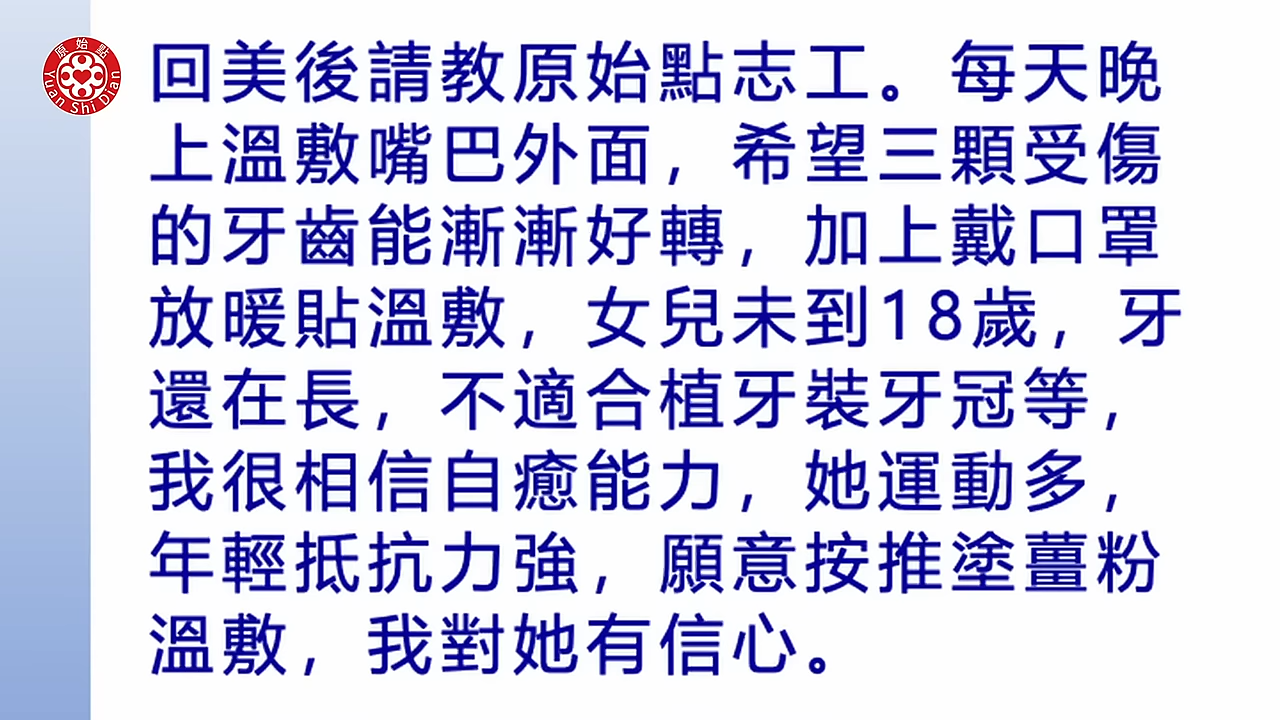 原始點
Yuan Shi Dian
回美後請教原始點志工。每天晚
上溫敷嘴巴外面，希望三顆受傷
的牙齒能漸漸好轉，加上戴口罩
放暖貼溫敷，女兒未到18歲，牙
還在長，不適合植牙裝牙冠等，
我很相信自癒能力，她運動多，
年輕抵抗力強，願意按推塗薑粉
溫敷，我對她有信心。